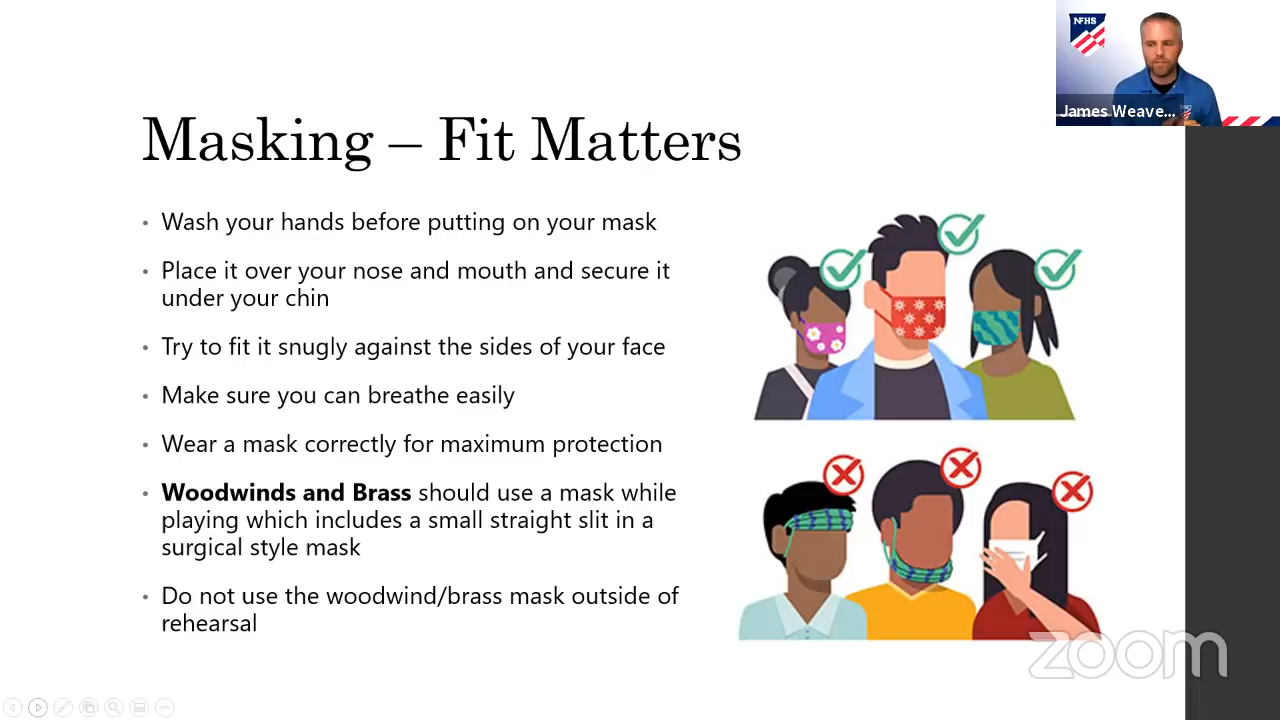 NFHS
James Weave...
Masking – Fit Matters
• Wash your hands before putting on your mask
• Place it over your nose and mouth and secure it
under your chin
• Try to fit it snugly against the sides of your face
• Make sure you can breathe easily
• Wear a mask correctly for maximum protection
• Woodwinds and Brass should use a mask while
playing which includes a small straight slit in a
surgical style mask
• Do not use the woodwind/brass mask outside of
rehearsal
zoom